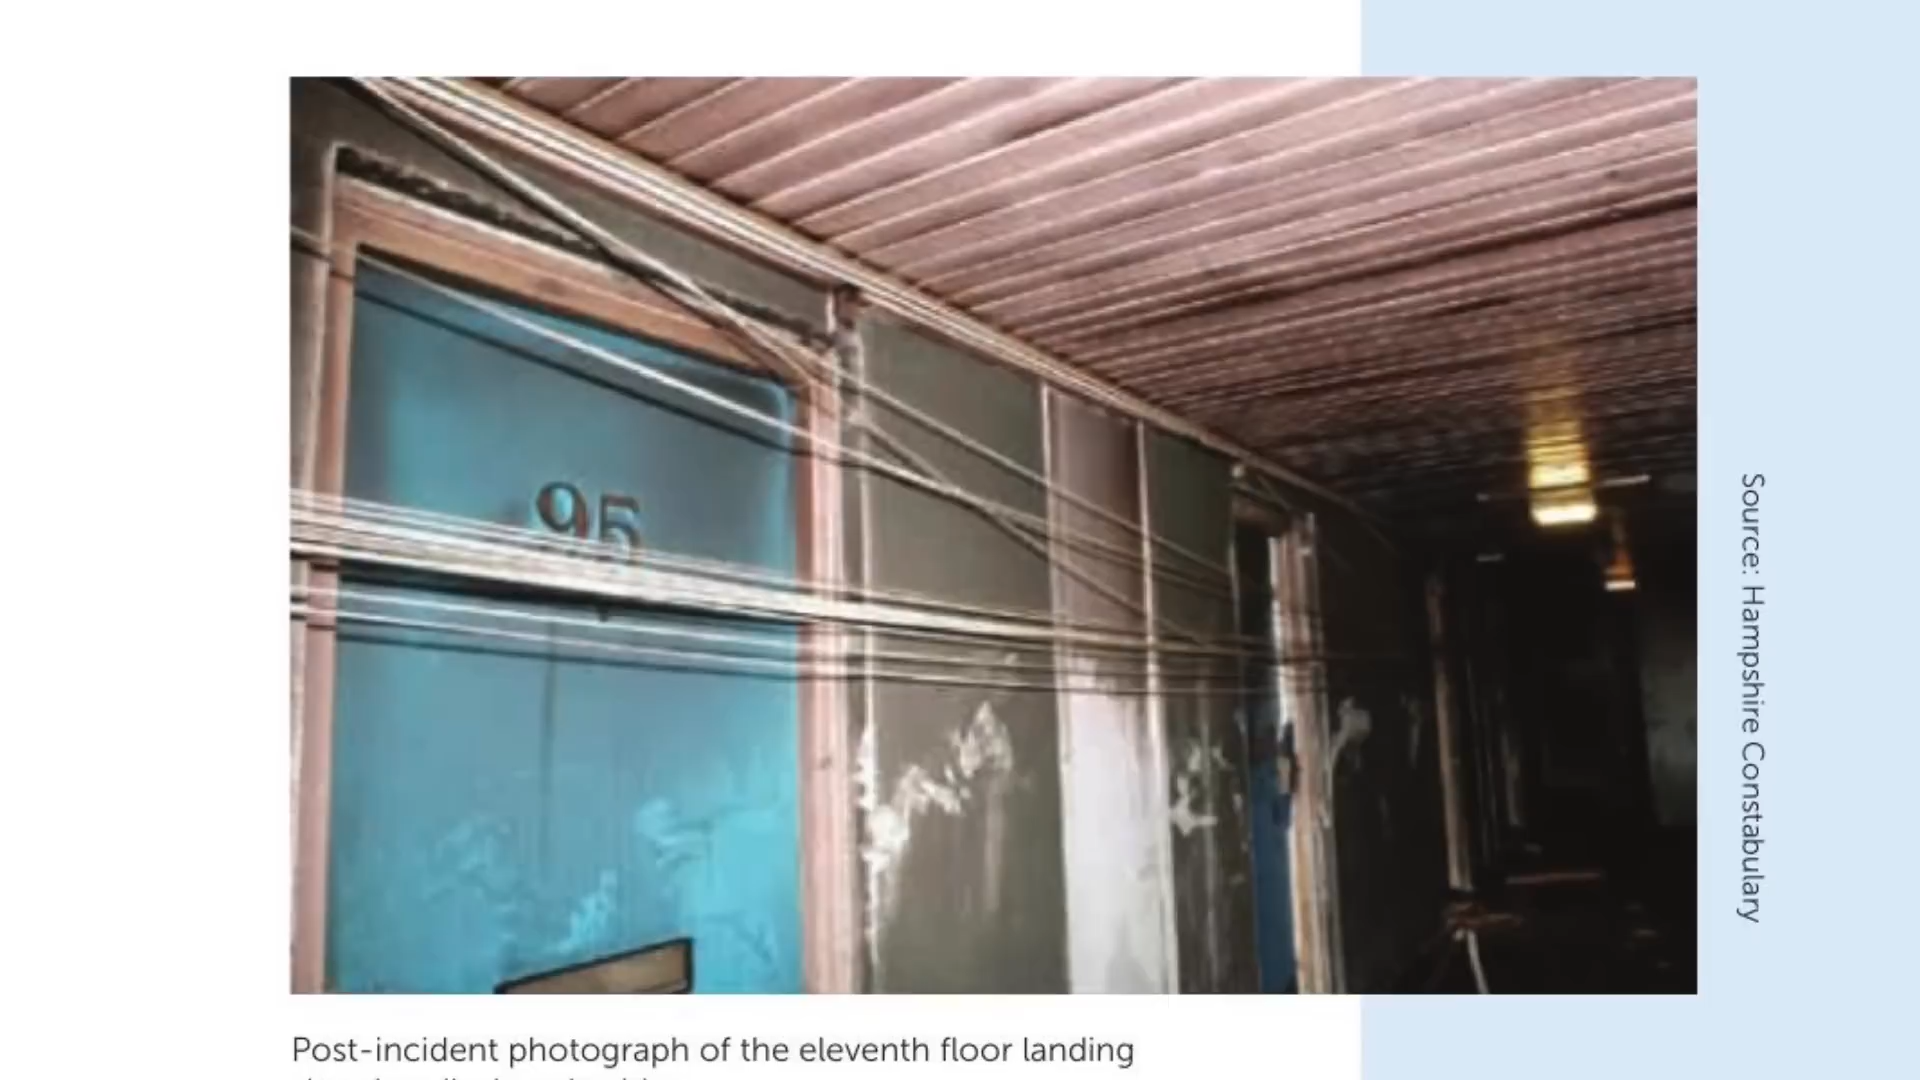 95
Source: Hampshire Constabulary
Post-incident photograph of the eleventh floor landing